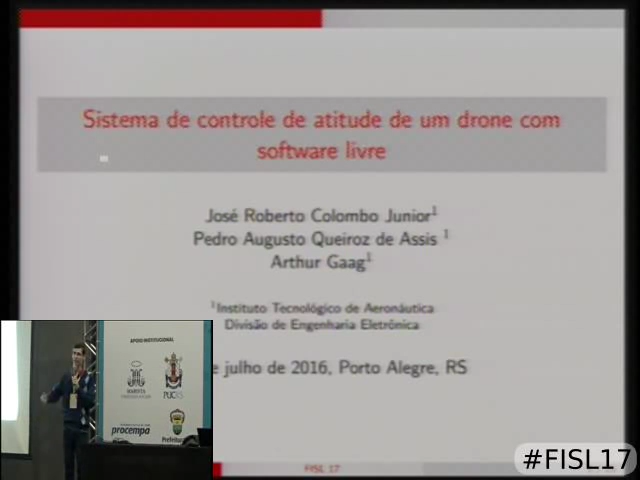 Sistema de controle de atitude de um drone com
software livre
José Roberto Colombo Junior¹
Pedro Augusto Queiroz de Assis ¹
Arthur Gaag¹
¹Instituto Tecnológico de Aeronáutica
Divisão de Engenharia Eletrônica
e julho de 2016, Porto Alegre, RS
APOIO INSTITUCIONAL
MARISTA
PUCRS
procempa
Prefeitura
FISL 17
#FISL17